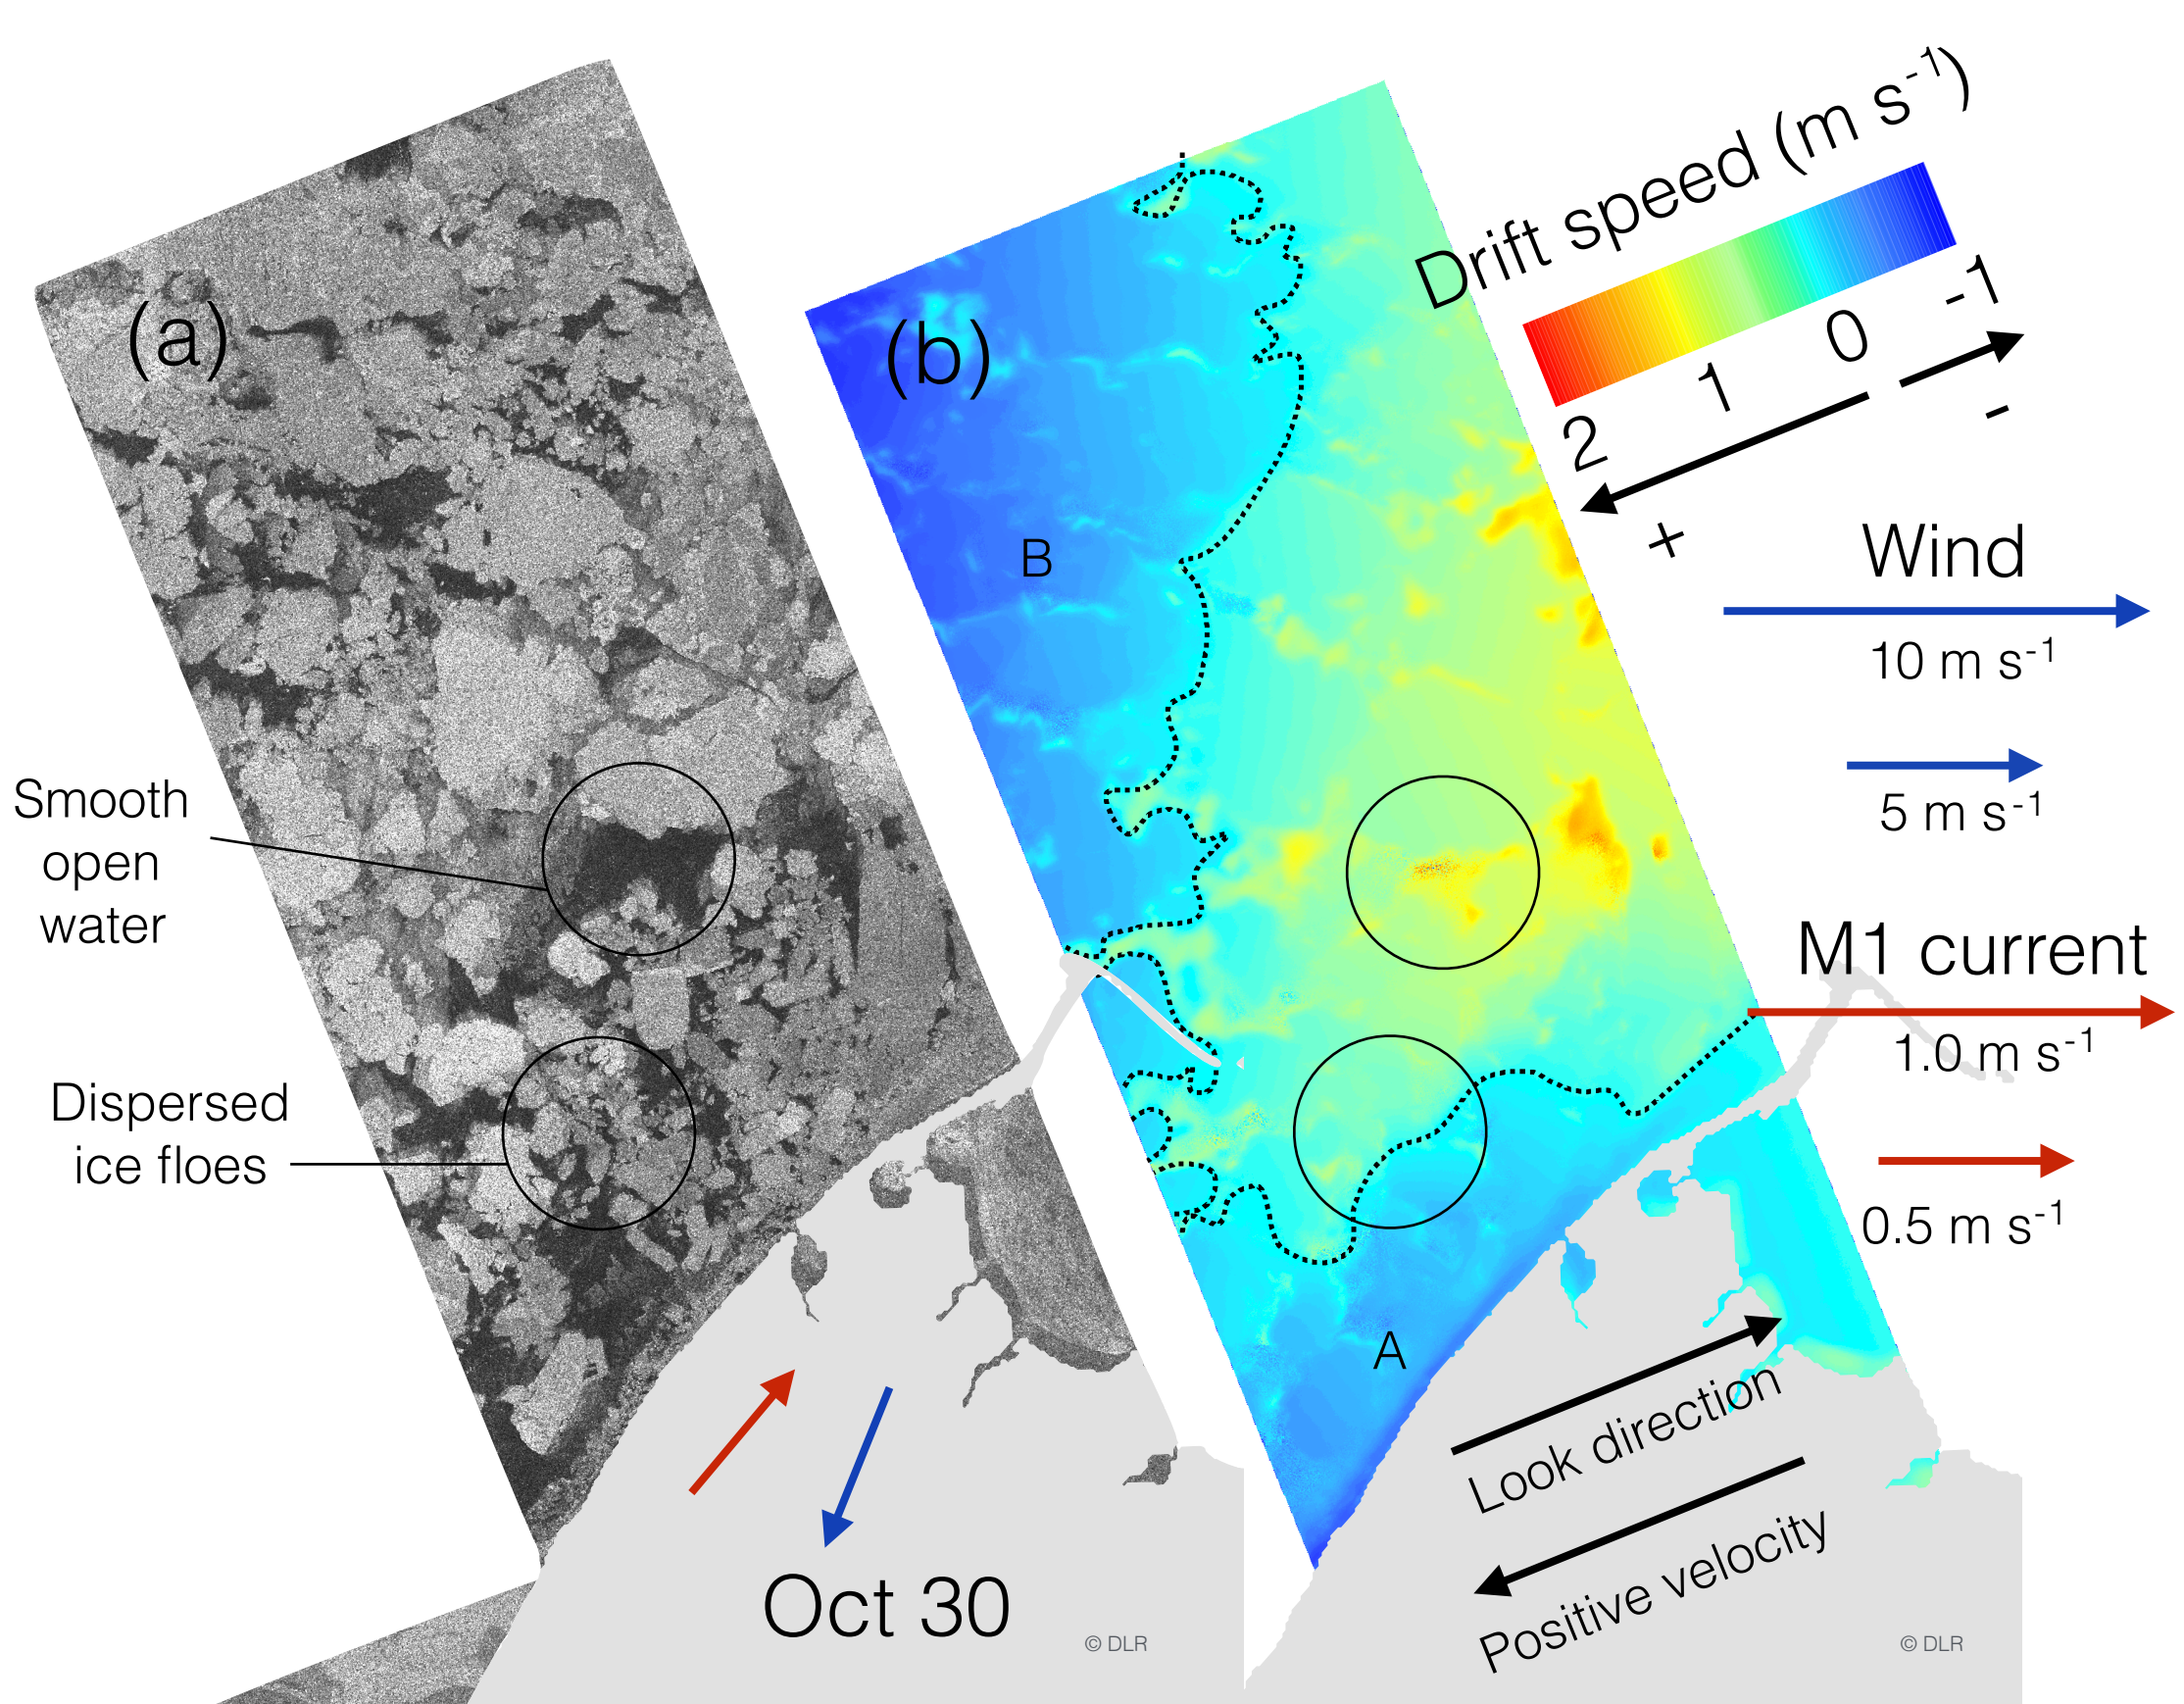 (a)
Smooth
open
water
Dispersed
ice floes
Oct 30
© DLR
(b)
B
A
Look direction
Positive velocity
© DLR
Drift speed (m s⁻¹)
2 1 0 -1
+ -
Wind
10 m s⁻¹
5 m s⁻¹
M1 current
1.0 m s⁻¹
0.5 m s⁻¹